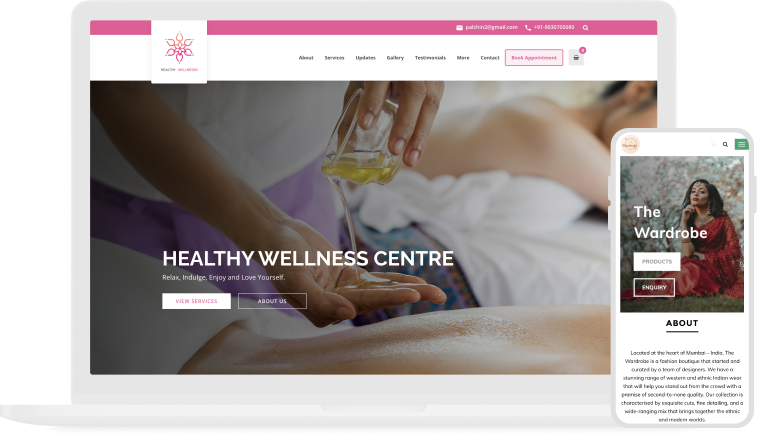 palchin2@gmail.com +91-9030705083
HEALTHY WELLNESS
About Services Updates Gallery Testimonials More Contact Book Appointment
HEALTHY WELLNESS CENTRE
Relax, Indulge, Enjoy and Love Yourself.
VIEW SERVICES ABOUT US
The
Wardrobe
PRODUCTS
ENQUIRY
ABOUT
Located at the heart of Mumbai – India, The
Wardrobe is a fashion boutique that started and
curated by a team of designers. We have a
stunning range of western and ethnic Indian wear
that will help you stand out from the crowd with a
promise of second-to-none quality. Our collection is
characterised by exquisite cuts, fine detailing, and a
wide-ranging mix that brings together the ethnic
and modern worlds.